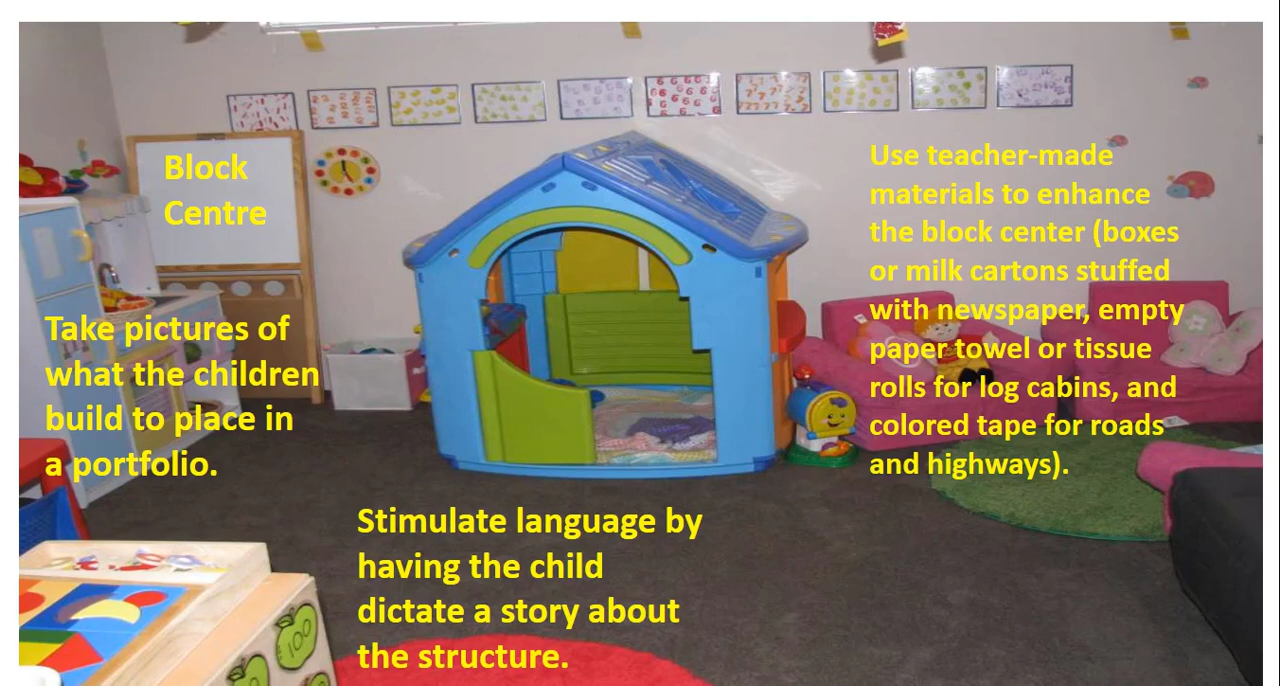 Block
Centre
Take pictures of
what the children
build to place in
a portfolio.
Stimulate language by
having the child
dictate a story about
the structure.
Use teacher-made
materials to enhance
the block center (boxes
or milk cartons stuffed
with newspaper, empty
paper towel or tissue
rolls for log cabins, and
colored tape for roads
and highways).
100